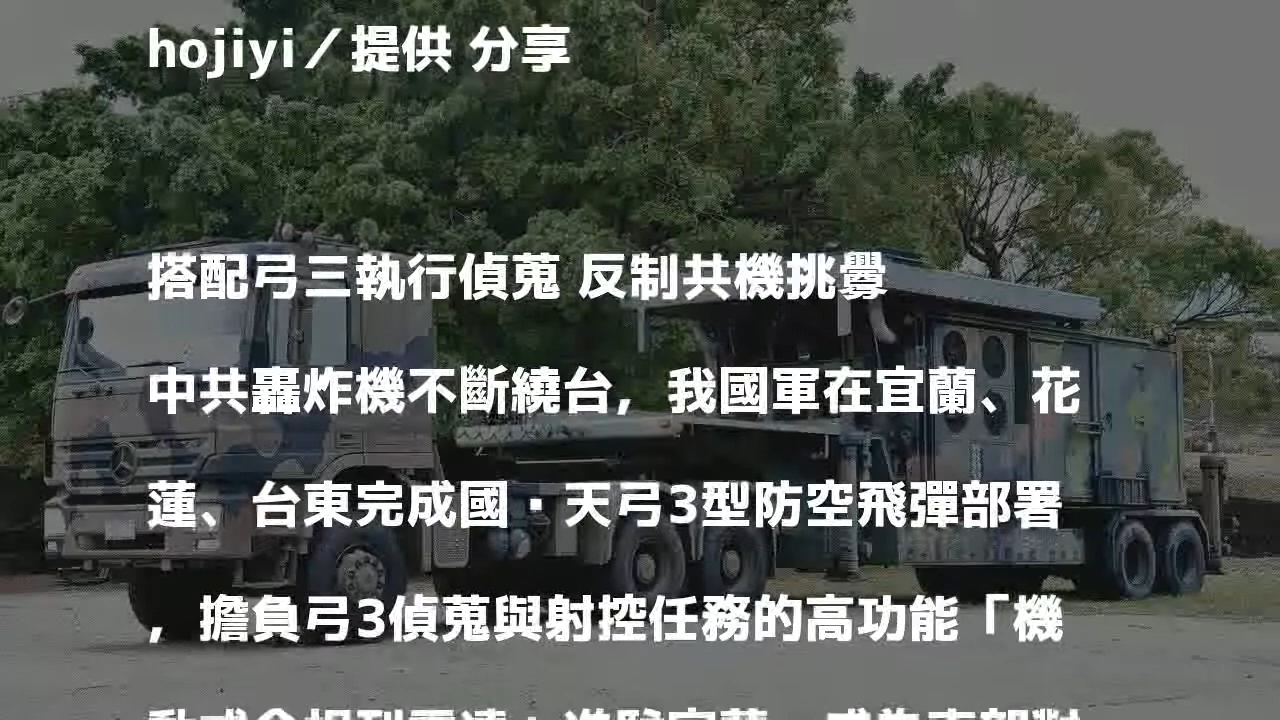 hojiyi／提供 分享
搭配弓三執行偵蒐 反制共機挑釁
中共轟炸機不斷繞台，我國軍在宜蘭、花
蓮、台東完成國·天弓3型防空飛彈部署
，擔負弓3偵蒐與射控任務的高功能「機